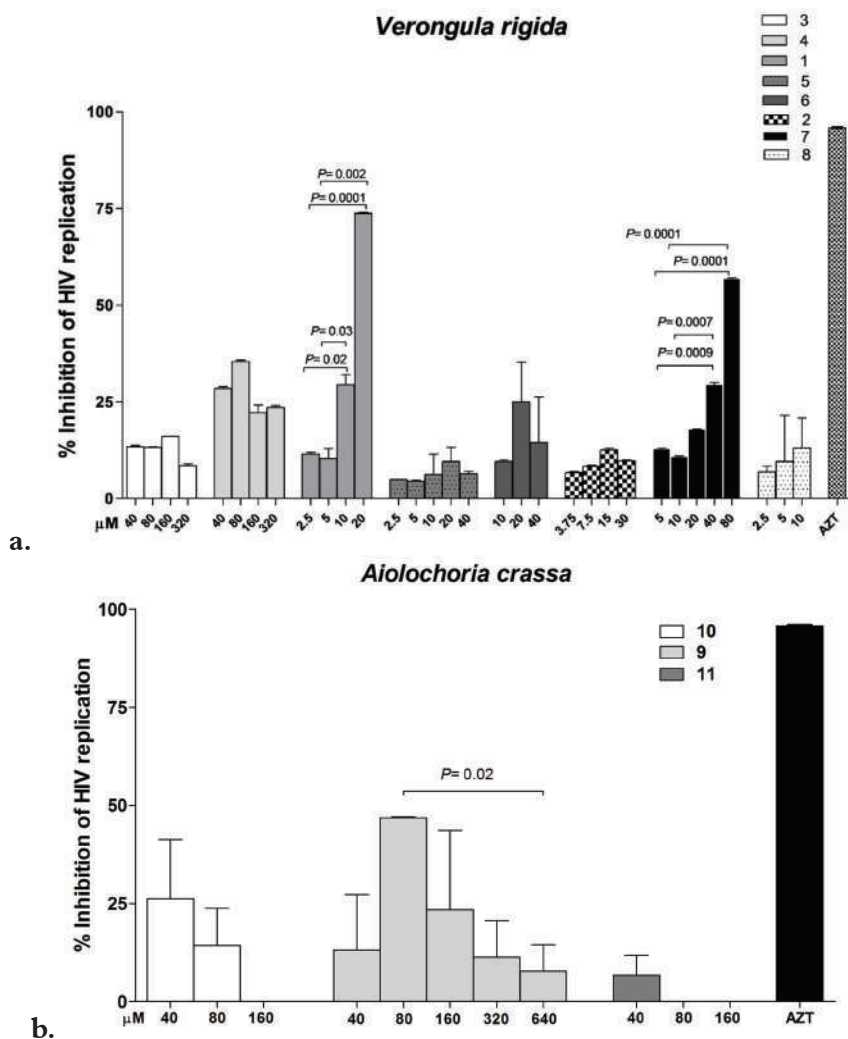 Verongula rigida
3
4
1
5
6
2
7
8
% Inhibition of HIV replication
100
75
50
25
0
P= 0.002
P= 0.0001
P= 0.03
P= 0.02
P= 0.0001
P= 0.0001
P= 0.0007
P= 0.0009
μM 40 80 160 320 40 80 160 320 2.5 5 10 20 2.5 5 10 20 40 10 20 40 3.75 7.5 15 30 5 10 20 40 80 2.5 5 10 AZT
a.
Aiolochoria crassa
10
9
11
% Inhibition of HIV replication
100
75
50
25
0
P= 0.02
μM 40 80 160 40 80 160 320 640 40 80 160 AZT
b.